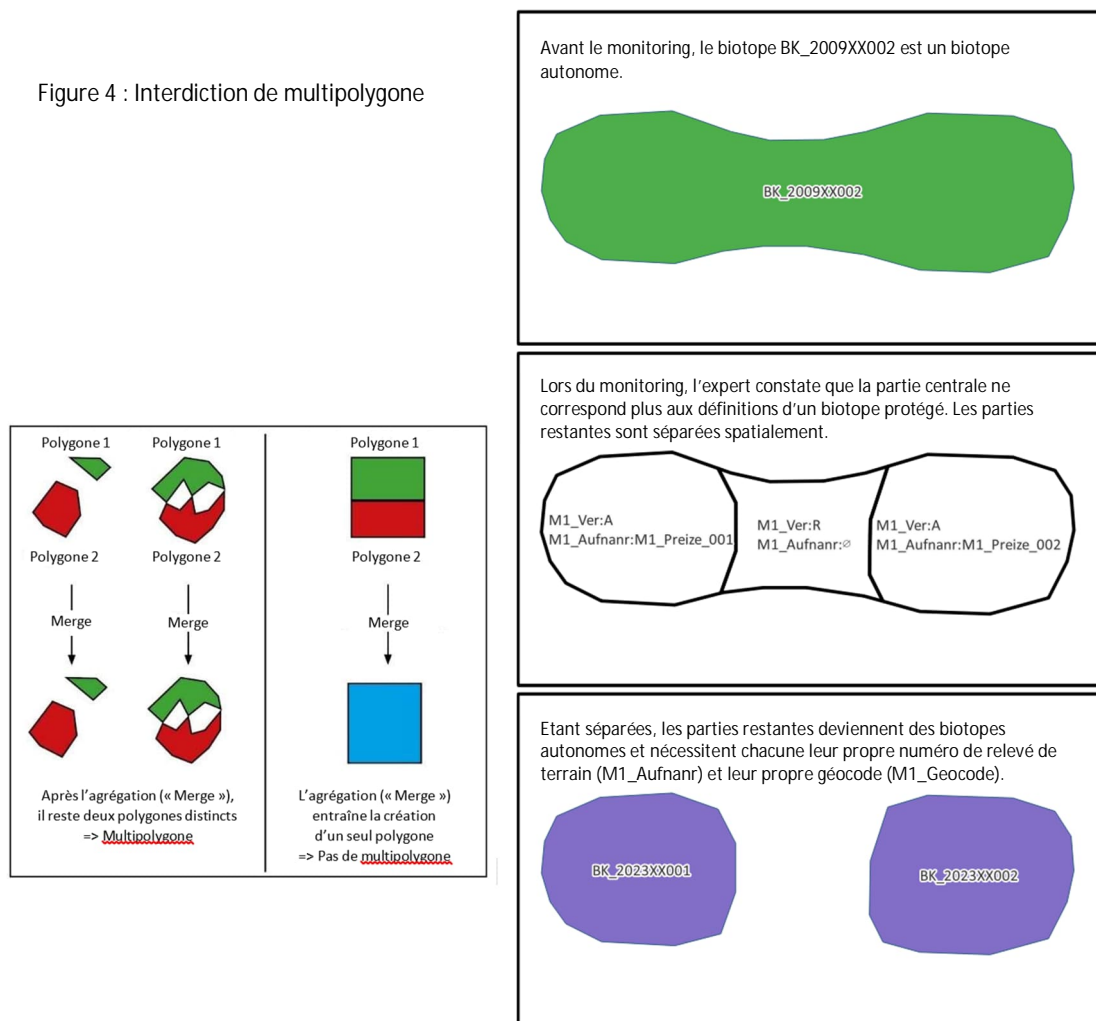 Figure 4 : Interdiction de multipolygone
Polygone 1
Polygone 1
Polygone 2
Polygone 2
Merge
Merge
Après l'agrégation (« Merge »),
il reste deux polygones distincts
=> Multipolygone
Polygone 1
Polygone 2
Merge
L'agrégation (« Merge »)
entraîne la création
d'un seul polygone
=> Pas de multipolygone
Avant le monitoring, le biotope BK_2009XX002 est un biotope
autonome.
BK_2009XX002
Lors du monitoring, l'expert constate que la partie centrale ne
correspond plus aux définitions d'un biotope protégé. Les parties
restantes sont séparées spatialement.
M1_Ver:A
M1_Aufnanr:M1_Preize_001
M1_Ver:R
M1_Aufnanr:∅
M1_Ver:A
M1_Aufnanr:M1_Preize_002
Etant séparées, les parties restantes deviennent des biotopes
autonomes et nécessitent chacune leur propre numéro de relevé de
terrain (M1_Aufnanr) et leur propre géocode (M1_Geocode).
BK_2023XX001
BK_2023XX002